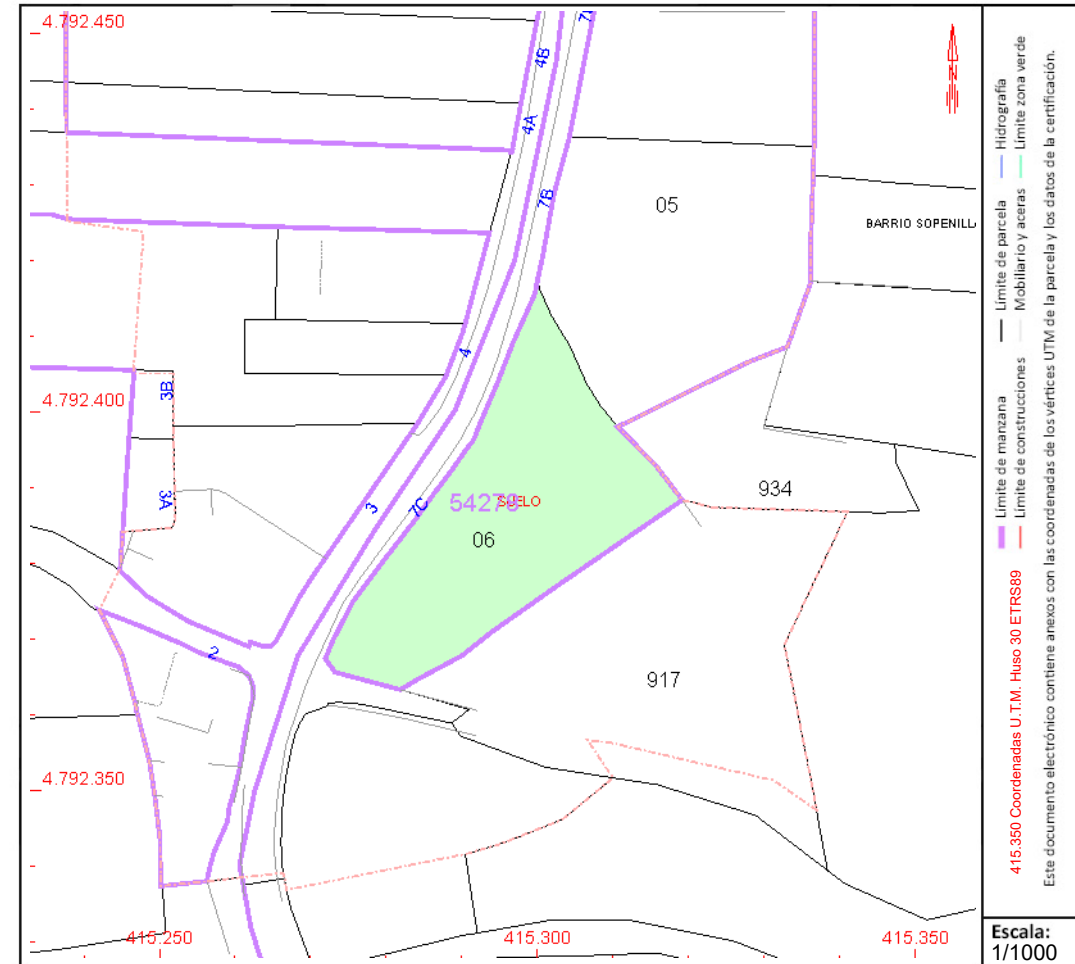 4.792.450
4B
4A
7B
05
BARRIO SOPENILL
4
4.792.400
3B
3A
3
7C
SUELO
06
934
2
917
4.792.350
415.250
415.300
415.350
Límite de manzana
Límite de parcela
Hidrografía
Límite de construcciones
Mobiliario y aceras
Límite zona verde
415.350 Coordenadas U.T.M. Huso 30 ETRS89
Este documento electrónico contiene anexos con las coordenadas de los vértices UTM de la parcela y los datos de la certificación.
Escala:
1/1000